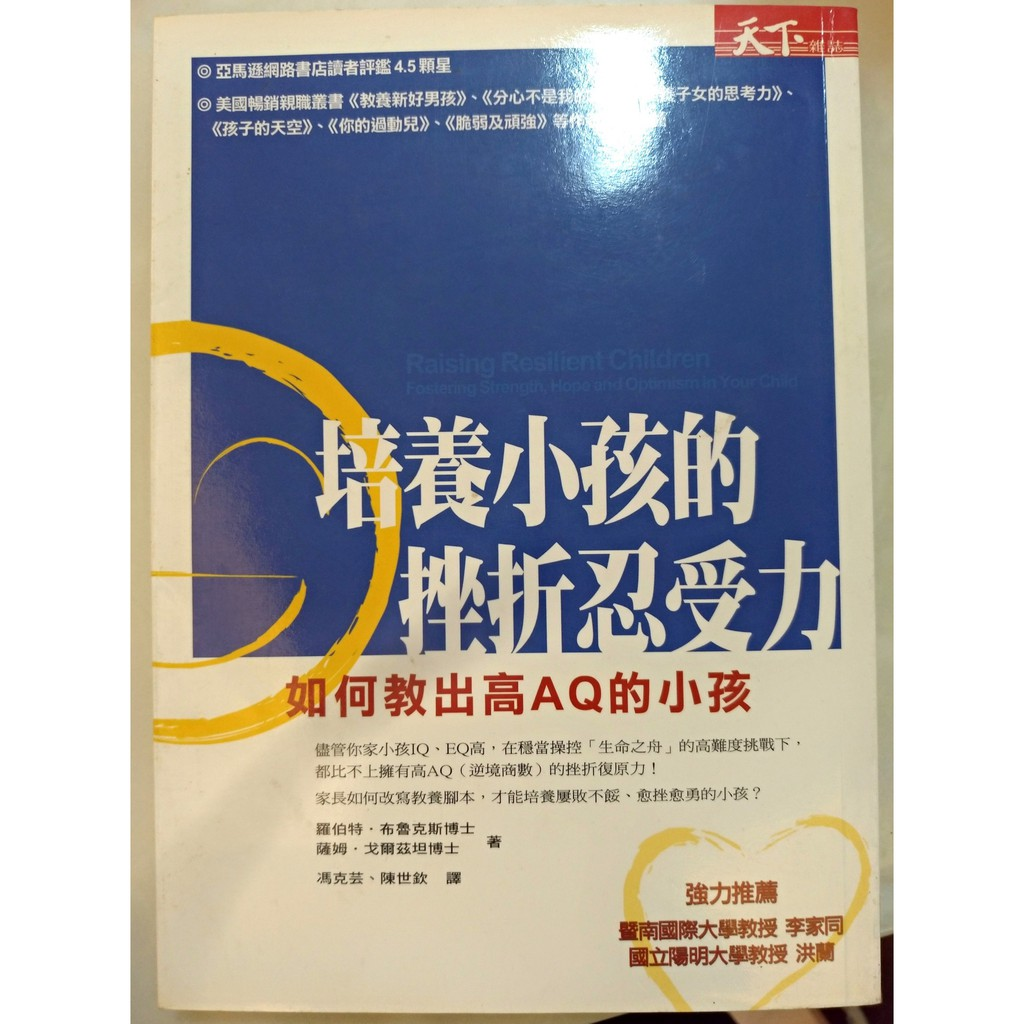 天下 雜誌
◎ 亞馬遜網路書店讀者評鑑 4.5 顆星
◎ 美國暢銷親職叢書《教養新好男孩》、《分心不是我的 子女的思考力》、
《孩子的天空》、《你的過動兒》、《脆弱及頑強》等
Raising Resilient Children
Fostering Strength, Hope and Optimism in Your Child
培養小孩的
挫折忍受力
如何教出高AQ的小孩
儘管你家小孩IQ、EQ高，在穩當操控「生命之舟」的高難度挑戰下，
都比不上擁有高AQ（逆境商數）的挫折復原力！
家長如何改寫教養腳本，才能培養屢敗不餒、愈挫愈勇的小孩？
羅伯特・布魯克斯博士
薩姆・戈爾茲坦博士 著
馮克芸、陳世欽 譯
強力推薦
暨南國際大學教授 李家同
國立陽明大學教授 洪蘭